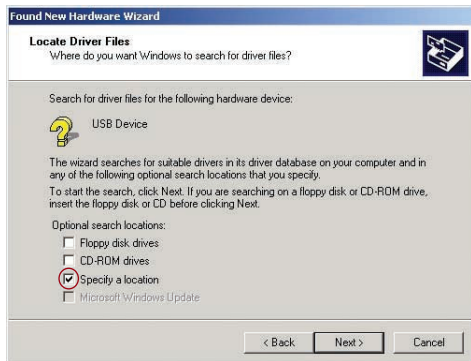 Found New Hardware Wizard
Locate Driver Files
Where do you want Windows to search for driver files?
Search for driver files for the following hardware device:
USB Device
The wizard searches for suitable drivers in its driver database on your computer and in
any of the following optional search locations that you specify.
To start the search, click Next. If you are searching on a floppy disk or CD-ROM drive,
insert the floppy disk or CD before clicking Next.
Optional search locations:
Floppy disk drives
CD-ROM drives
Specify a location
Microsoft Windows Update
< Back Next > Cancel